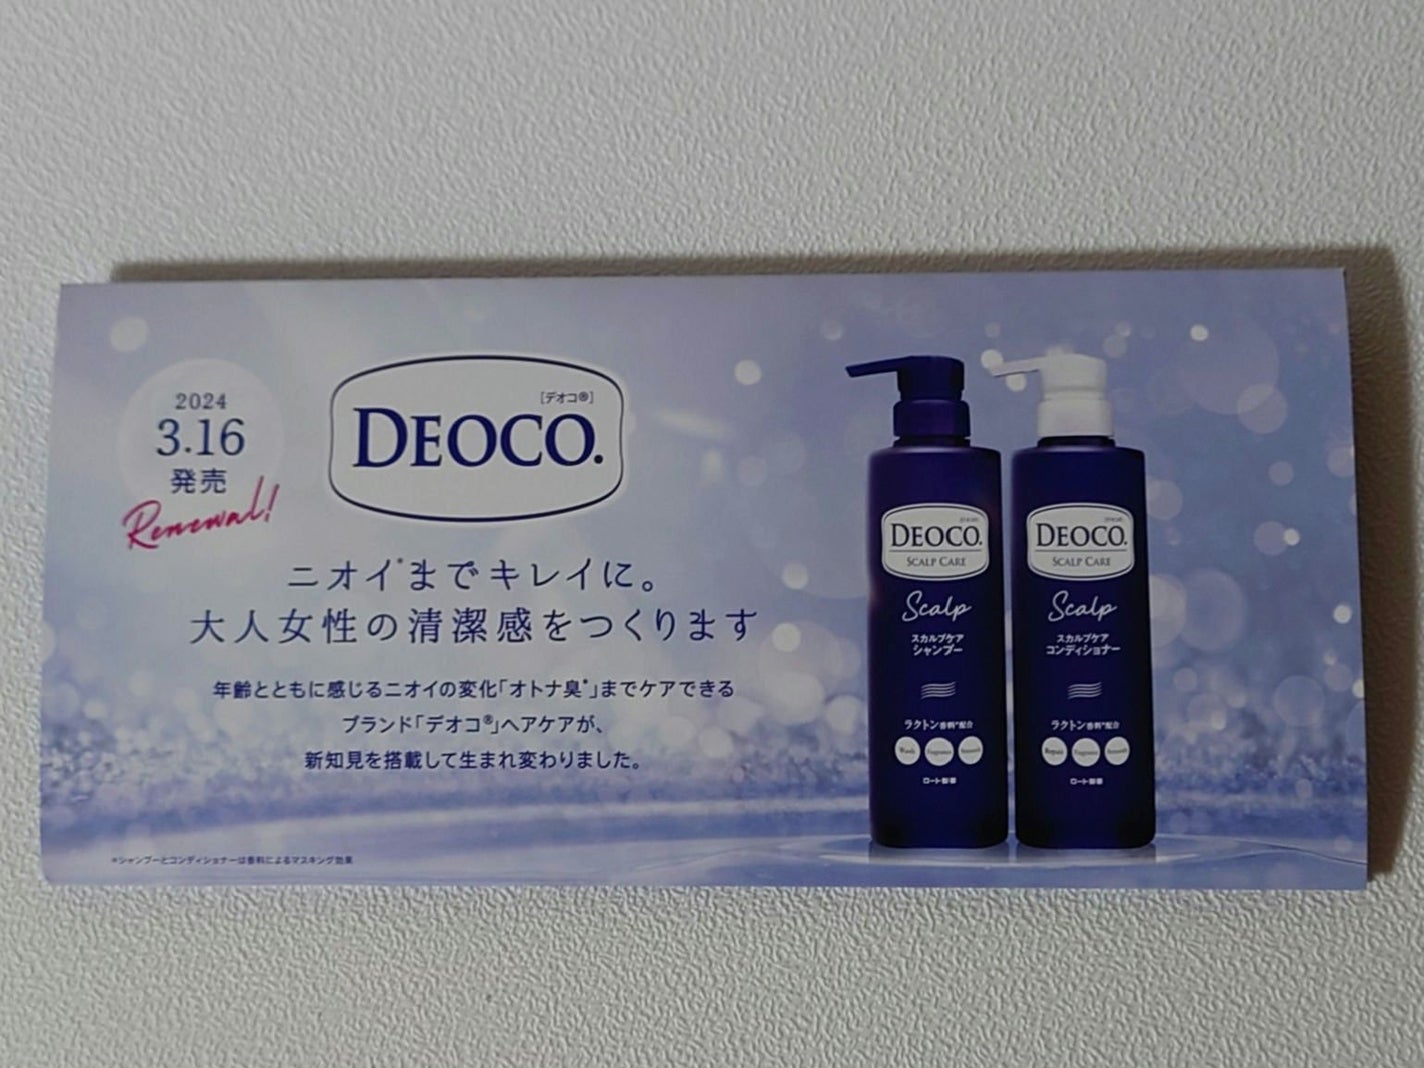 2024
3.16
発売
Renewal!
[デオコ®]
DEOCO.
ニオイ*までキレイに。
大人女性の清潔感をつくります
年齢とともに感じるニオイの変化「オトナ臭*」までケアできる
ブランド「デオコ®」ヘアケアが、
新知見を搭載して生まれ変わりました。
*シャンプーとコンディショナーは香料によるマスキング効果
DEOCO.
SCALP CARE
Scalp
スカルプケア
シャンプー
ラクトン香料*配合
Wash Fragrance Smooth
ロート製薬
DEOCO.
SCALP CARE
Scalp
スカルプケア
コンディショナー
ラクトン香料*配合
Repair Fragrance Smooth
ロート製薬